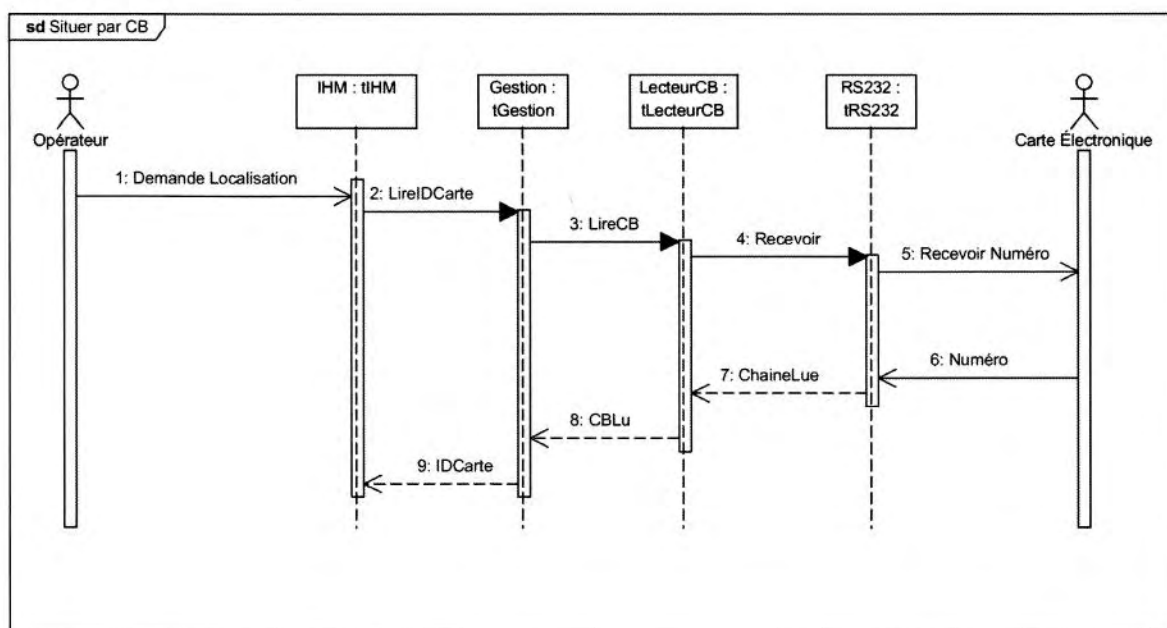 sd Situer par CB
IHM : tIHM
Gestion :
tGestion
LecteurCB :
tLecteurCB
RS232 :
tRS232
Opérateur
Carte Électronique
1: Demande Localisation
2: LireIDCarte
3: LireCB
4: Recevoir
5: Recevoir Numéro
6: Numéro
7: ChaineLue
8: CBLu
9: IDCarte